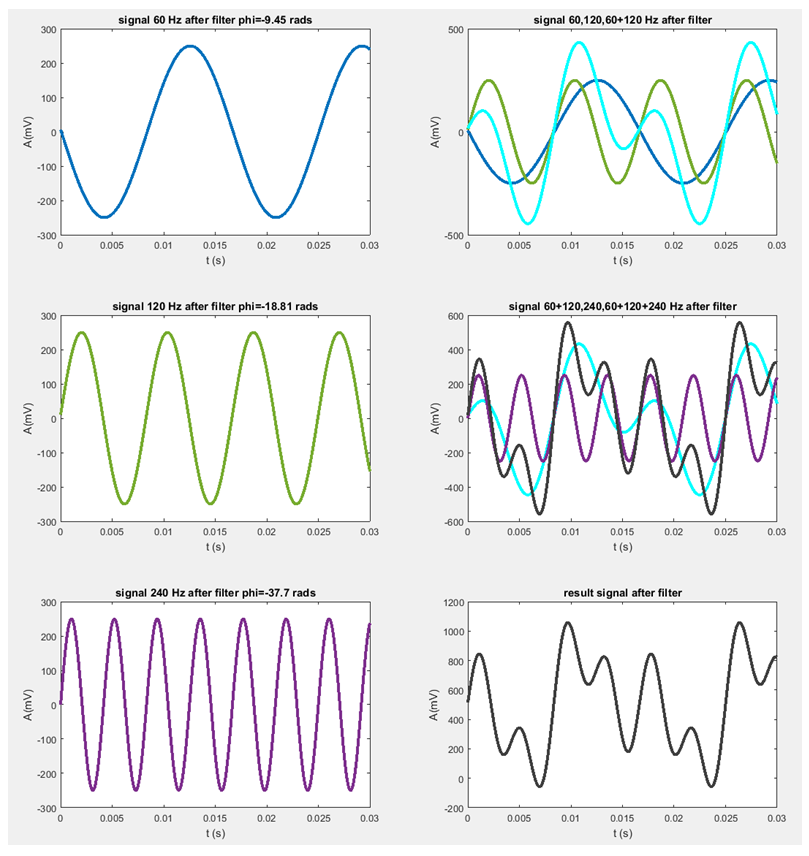 signal 60 Hz after filter phi=-9.45 rads
300
200
100
0
-100
-200
-300
A(mV)
0 0.005 0.01 0.015 0.02 0.025 0.03
t (s)
signal 60,120,60+120 Hz after filter
500
0
-500
A(mV)
0 0.005 0.01 0.015 0.02 0.025 0.03
t (s)
signal 120 Hz after filter phi=-18.81 rads
300
200
100
0
-100
-200
-300
A(mV)
0 0.005 0.01 0.015 0.02 0.025 0.03
t (s)
signal 60+120,240,60+120+240 Hz after filter
600
400
200
0
-200
-400
-600
A(mV)
0 0.005 0.01 0.015 0.02 0.025 0.03
t (s)
signal 240 Hz after filter phi=-37.7 rads
300
200
100
0
-100
-200
-300
A(mV)
0 0.005 0.01 0.015 0.02 0.025 0.03
t (s)
result signal after filter
1200
1000
800
600
400
200
0
-200
A(mV)
0 0.005 0.01 0.015 0.02 0.025 0.03
t (s)